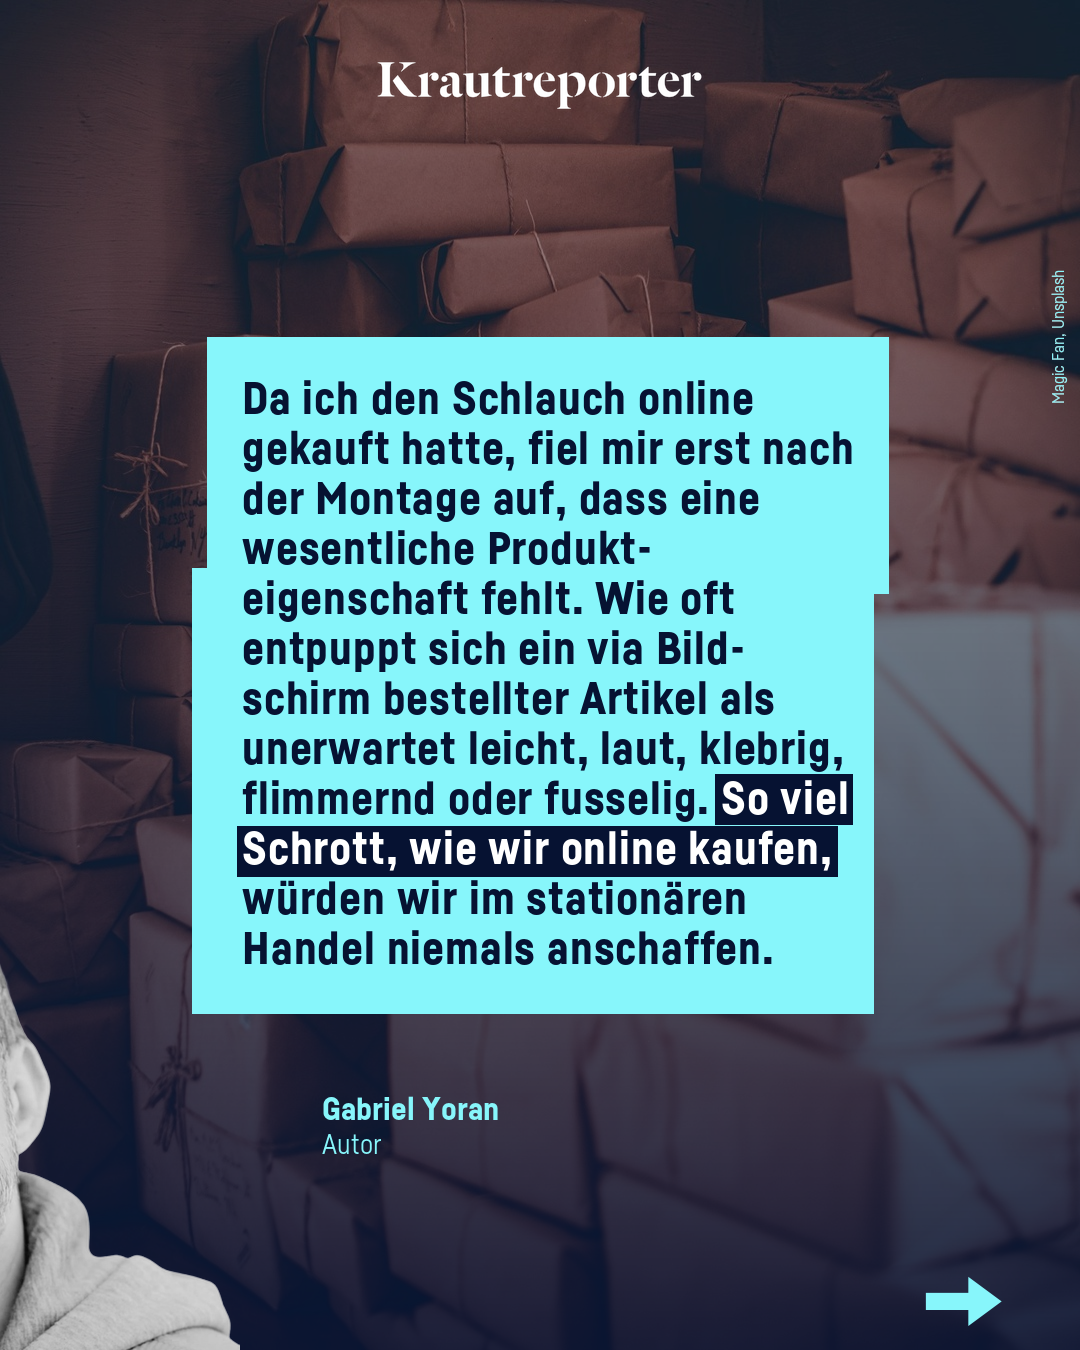 Krautreporter
Magic Fan, Unsplash
Da ich den Schlauch online
gekauft hatte, fiel mir erst nach
der Montage auf, dass eine
wesentliche Produkt-
eigenschaft fehlt. Wie oft
entpuppt sich ein via Bild-
schirm bestellter Artikel als
unerwartet leicht, laut, klebrig,
flimmernd oder fusselig. So viel
Schrott, wie wir online kaufen,
würden wir im stationären
Handel niemals anschaffen.
Gabriel Yoran
Autor